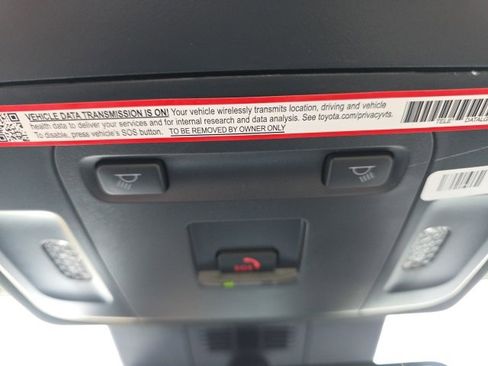 VEHICLE DATA TRANSMISSION IS ON! Your vehicle wirelessly transmits location, driving and vehicle
health data to deliver your services and for internal research and data analysis. See toyota.com/privacyvts.
To disable, press vehicle's SOS button. TO BE REMOVED BY OWNER ONLY
SOS